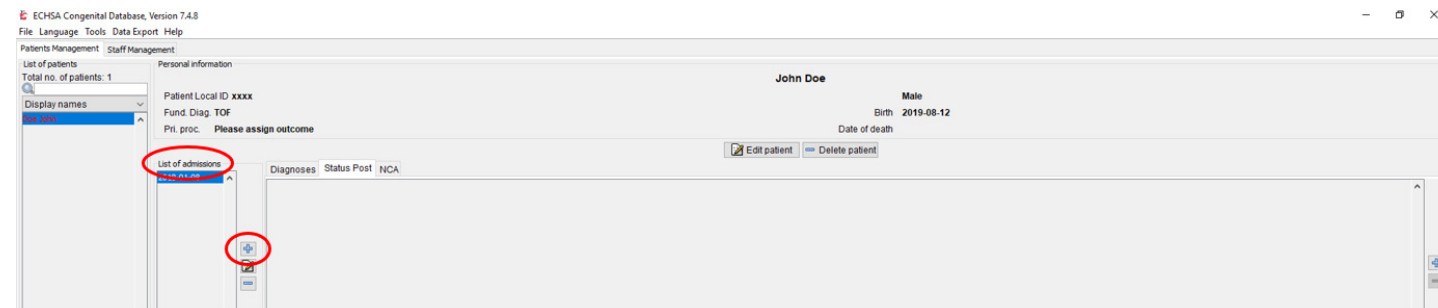 ECHSA Congenital Database, Version 7.4.8
File Language Tools Data Export Help
Patients Management Staff Management
List of patients
Total no. of patients: 1
Display names
Doe John
Personal information
John Doe
Patient Local ID xxxx
Male
Fund. Diag. TOF
Birth 2019-08-12
Pri. proc. Please assign outcome
Date of death
Edit patient Delete patient
List of admissions
Diagnoses Status Post NCA